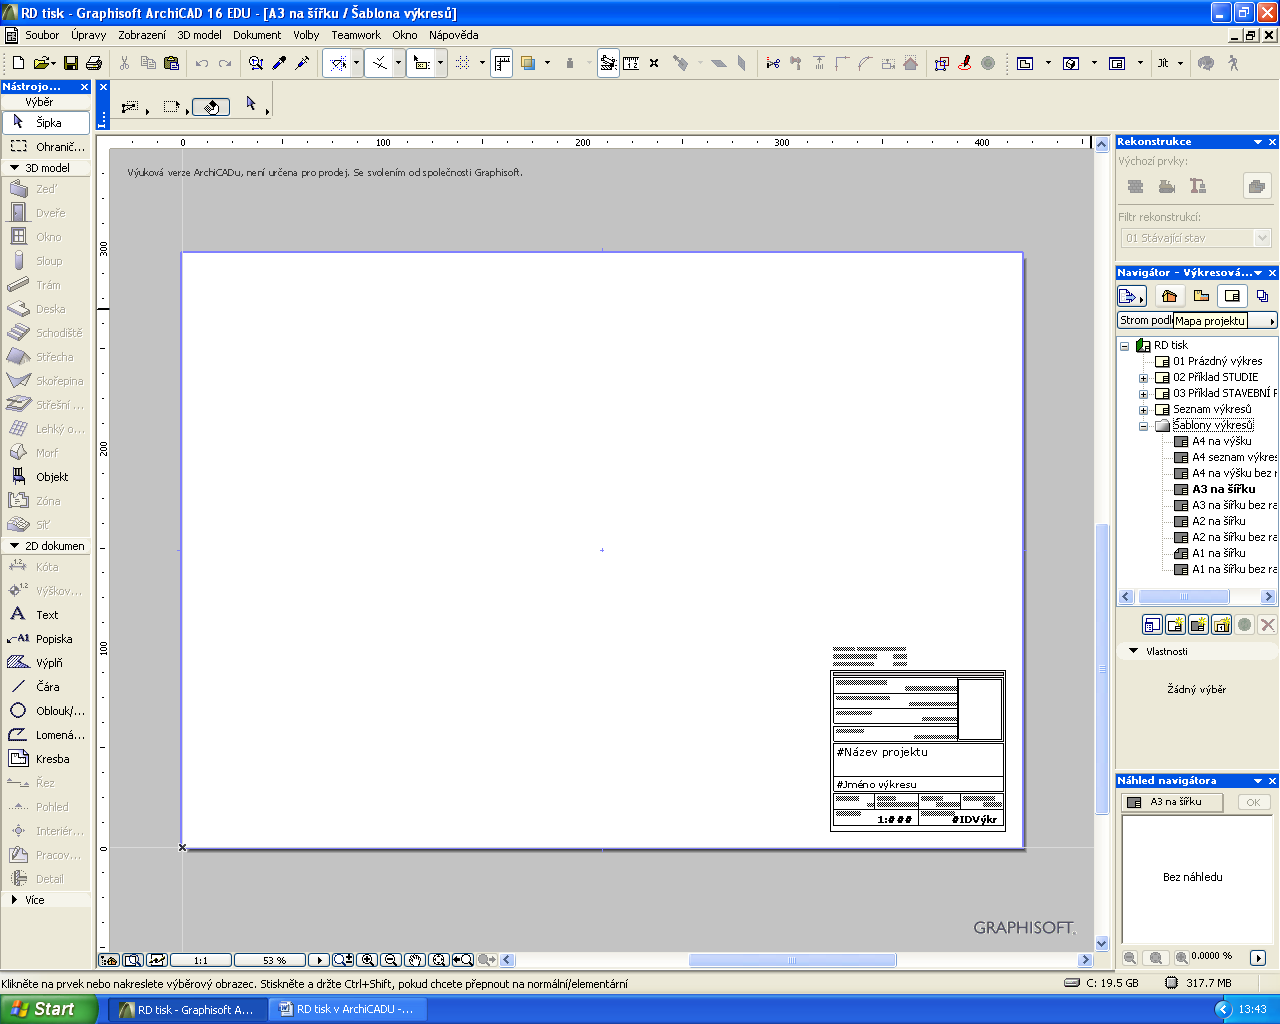 RD tisk - Graphisoft ArchiCAD 16 EDU - [A3 na šířku / Šablona výkresů]
Soubor Úpravy Zobrazení 3D model Dokument Volby Teamwork Okno Nápověda
Jít
Nástrojo...
Výběr
Šipka
Ohranič...
3D model
Zeď
Dveře
Okno
Sloup
Trám
Deska
Schodiště
Střecha
Skořepina
Střešní ...
Lehký o...
Morf
Objekt
Zóna
Síť
2D dokumen
Kóta
Výškov...
Text
Popiska
Výplň
Čára
Oblouk/...
Lomená...
Kresba
Řez
Pohled
Interiér...
Pracov...
Detail
Více
0 100 200 300 400
300
200
100
0
Výuková verze ArchiCADu, není určena pro prodej. Se svolením od společnosti Graphisoft.
#Název projektu
#Jméno výkresu
1:###
#IDVýkr
GRAPHISOFT.
1:1
53 %
Rekonstrukce
Výchozí prvky:
Filtr rekonstrukcí:
01 Stávající stav
Navigátor - Výkresová...
Strom podl
Mapa projektu
RD tisk
01 Prázdný výkres
02 Příklad STUDIE
03 Příklad STAVEBNÍ
Seznam výkresů
Šablony výkresů
A4 na výšku
A4 seznam výkres
A4 na výšku bez r
A3 na šířku
A3 na šířku bez ra
A2 na šířku
A2 na šířku bez ra
A1 na šířku
A1 na šířku bez ra
Vlastnosti
Žádný výběr
Náhled navigátora
A3 na šířku
OK
Bez náhledu
0.0000 %
Klikněte na prvek nebo nakreslete výběrový obrazec. Stiskněte a držte Ctrl+Shift, pokud chcete přepnout na normální/elementární
C: 19.5 GB
317.7 MB
Start
RD tisk - Graphisoft A...
RD tisk v ArchiCADU -...
13:43